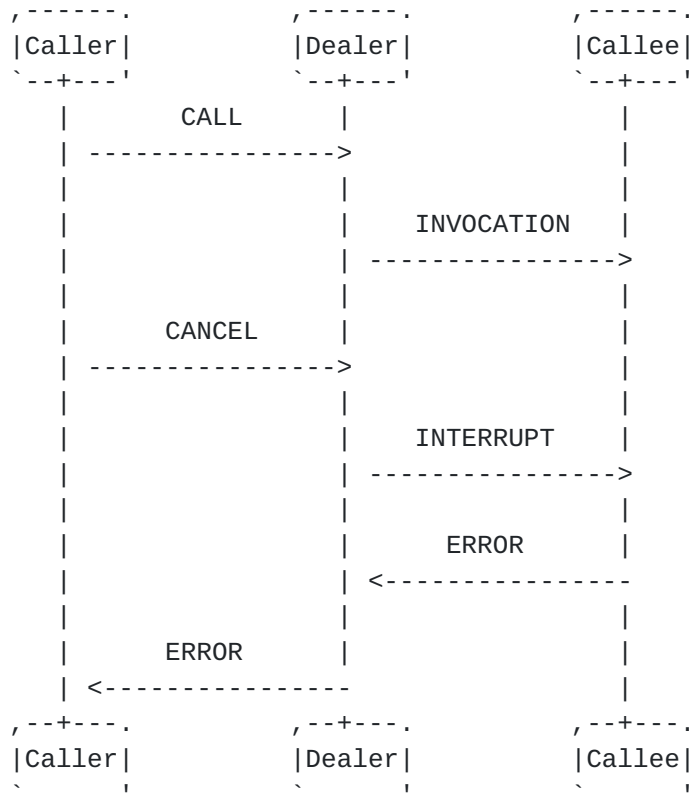 Caller Dealer Callee
CALL
INVOCATION
CANCEL
INTERRUPT
ERROR
ERROR
Caller Dealer Callee